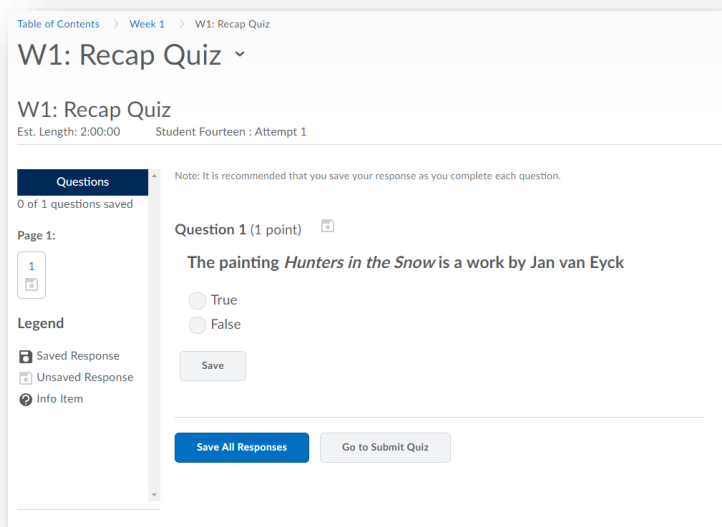 Table of Contents > Week 1 > W1: Recap Quiz
W1: Recap Quiz
W1: Recap Quiz
Est. Length: 2:00:00 Student Fourteen : Attempt 1
Questions
0 of 1 questions saved
Page 1:
1
Legend
Saved Response
Unsaved Response
? Info Item
Note: It is recommended that you save your response as you complete each question.
Question 1 (1 point)
The painting Hunters in the Snow is a work by Jan van Eyck
True
False
Save
Save All Responses Go to Submit Quiz